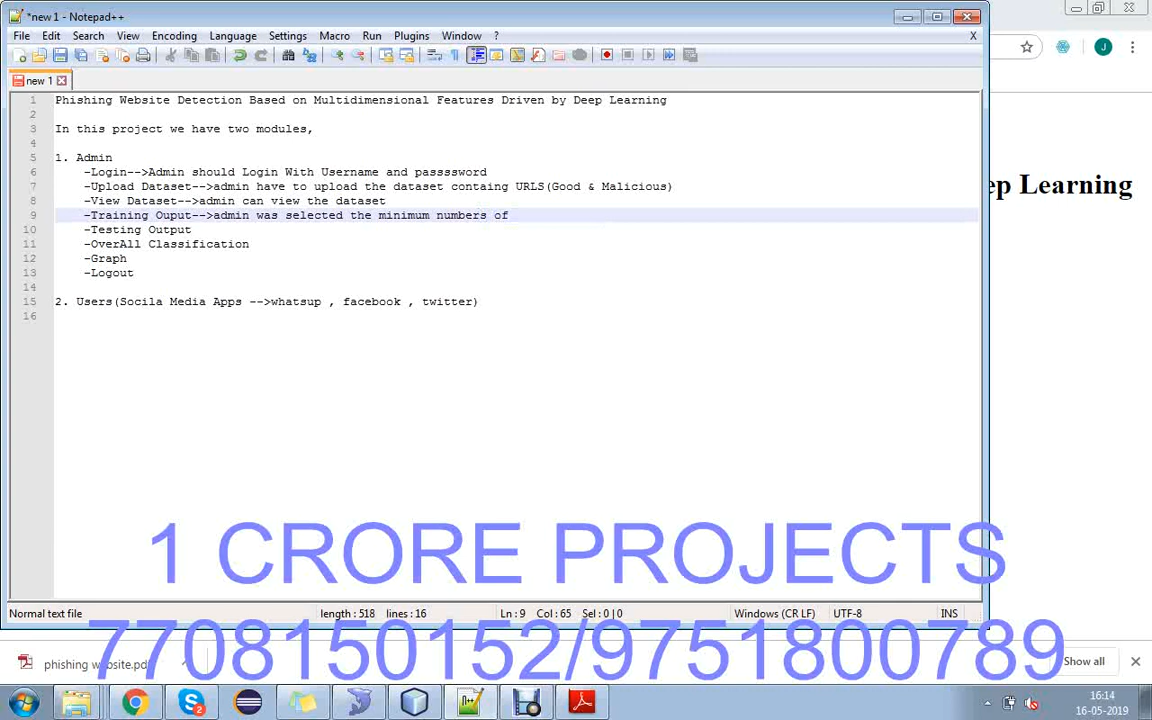 *new 1 - Notepad++
File Edit Search View Encoding Language Settings Macro Run Plugins Window ? X
new 1
J
1 Phishing Website Detection Based on Multidimensional Features Driven by Deep Learning
2
3 In this project we have two modules,
4
5 1. Admin
6 -Login-->Admin should Login With Username and passssword
7 -Upload Dataset-->admin have to upload the dataset containg URLS(Good & Malicious)
8 -View Dataset-->admin can view the dataset
9 -Training Ouput-->admin was selected the minimum numbers of
10 -Testing Output
11 -OverAll Classification
12 -Graph
13 -Logout
14
15 2. Users(Socila Media Apps -->whatsup , facebook , twitter)
16
ep Learning
1 CRORE PROJECTS
Normal text file length : 518 lines : 16 Ln : 9 Col : 65 Sel : 0 | 0 Windows (CR LF) UTF-8 INS
7708150152/9751800789
phishing website.pdf Show all
2
16:14
16-05-2019